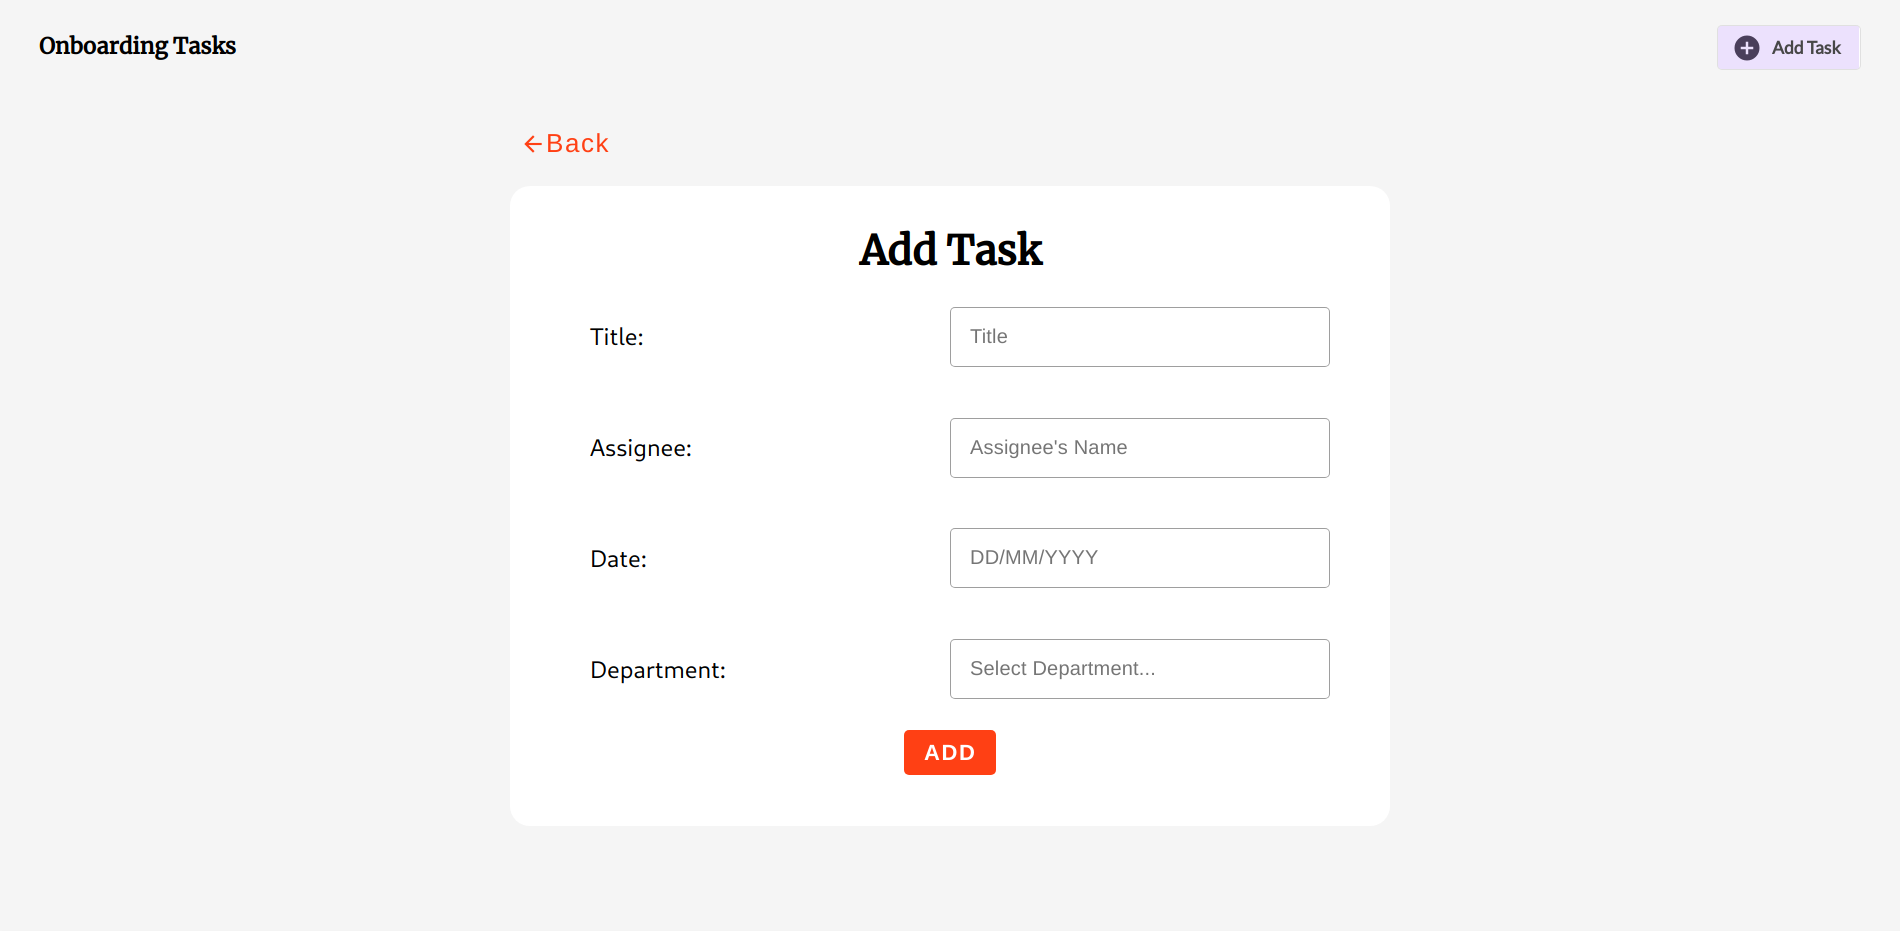 Onboarding Tasks
Add Task
Back
Add Task
Title:
Title
Assignee:
Assignee's Name
Date:
DD/MM/YYYY
Department:
Select Department...
ADD